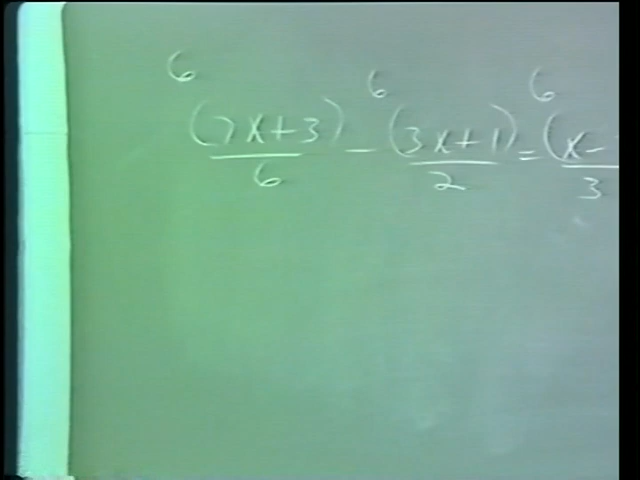 6 (7x+3)/6 - 6 (3x+1)/2 = 6 (x-/3